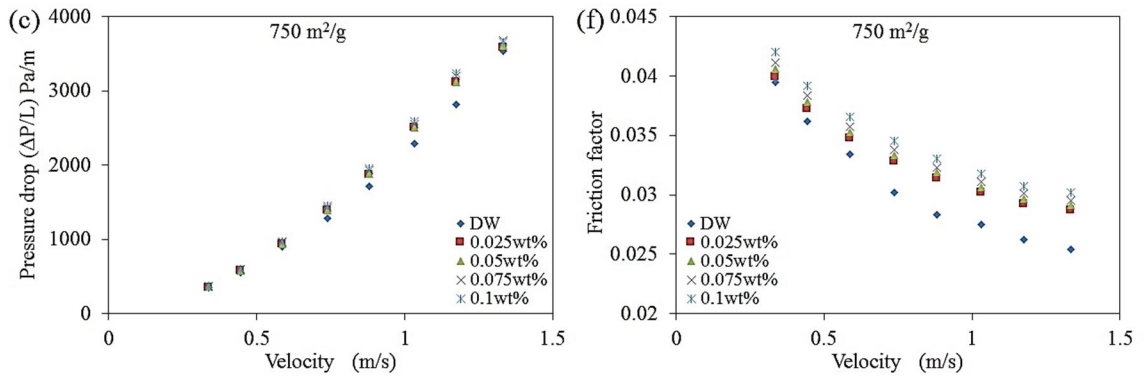 (c)
750 m²/g
Pressure drop (ΔP/L) Pa/m
4000
3000
2000
1000
0
DW
0.025wt%
0.05wt%
0.075wt%
0.1wt%
0 0.5 1 1.5
Velocity (m/s)
(f)
750 m²/g
Friction factor
0.045
0.04
0.035
0.03
0.025
0.02
DW
0.025wt%
0.05wt%
0.075wt%
0.1wt%
0 0.5 1 1.5
Velocity (m/s)